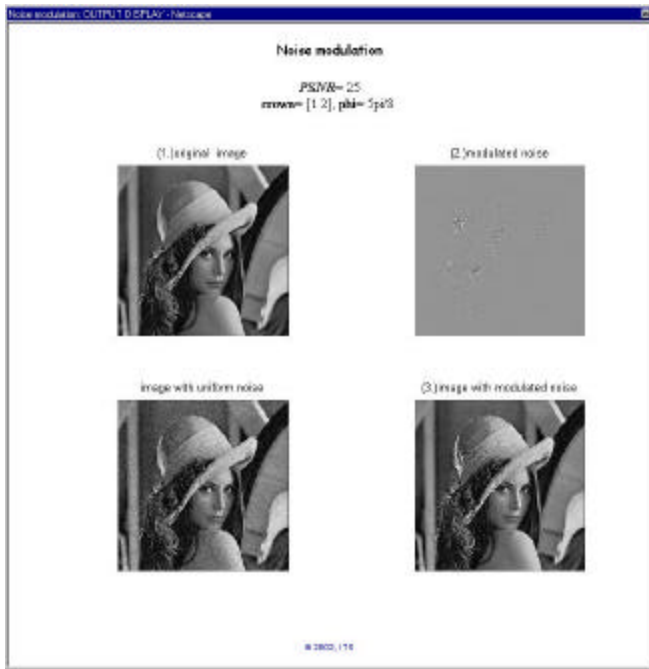 Noise modulation: OUTPUT DISPLAY - Netscape
Noise modulation
PSNR= 25
crown= [1 2], phi= 5pi/8
(1.)original image
(2.)modulated noise
image with uniform noise
(3.)image with modulated noise
© 2002,